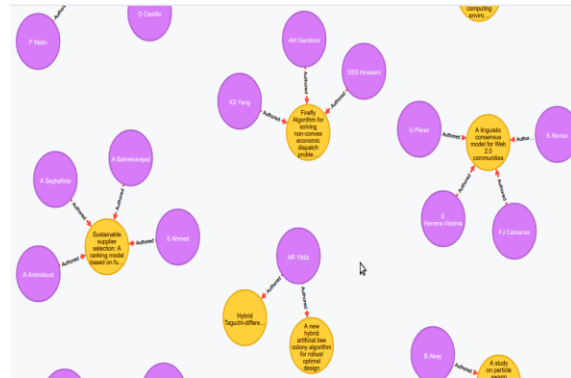 computing
enviro...
O Castillo
P Melin
Author
AH Gandomi
SSS Hosseini
XS Yang
Authored
Authored
Authored
Firefly
Algorithm for
solving
non-convex
economic
dispatch
proble...
IJ Perez
S Alonso
Authored
Author...
A linguistic
consensus
model for Web
2.0
communities
Authored
Authored
E
Herrera-Viedma
FJ Cabrerizo
A Bahreininejad
A Saghafinia
Authored
Authored
A Amindoust
S Ahmed
Authored
Authored
Sustainable
supplier
selection: A
ranking model
based on fu...
AR Yildiz
Authored
Authored
Hybrid
Taguchi-differe...
A new
hybrid
artificial bee
colony algorithm
for robust
optimal
design
B Akay
Authored
A study
on particle
swarm